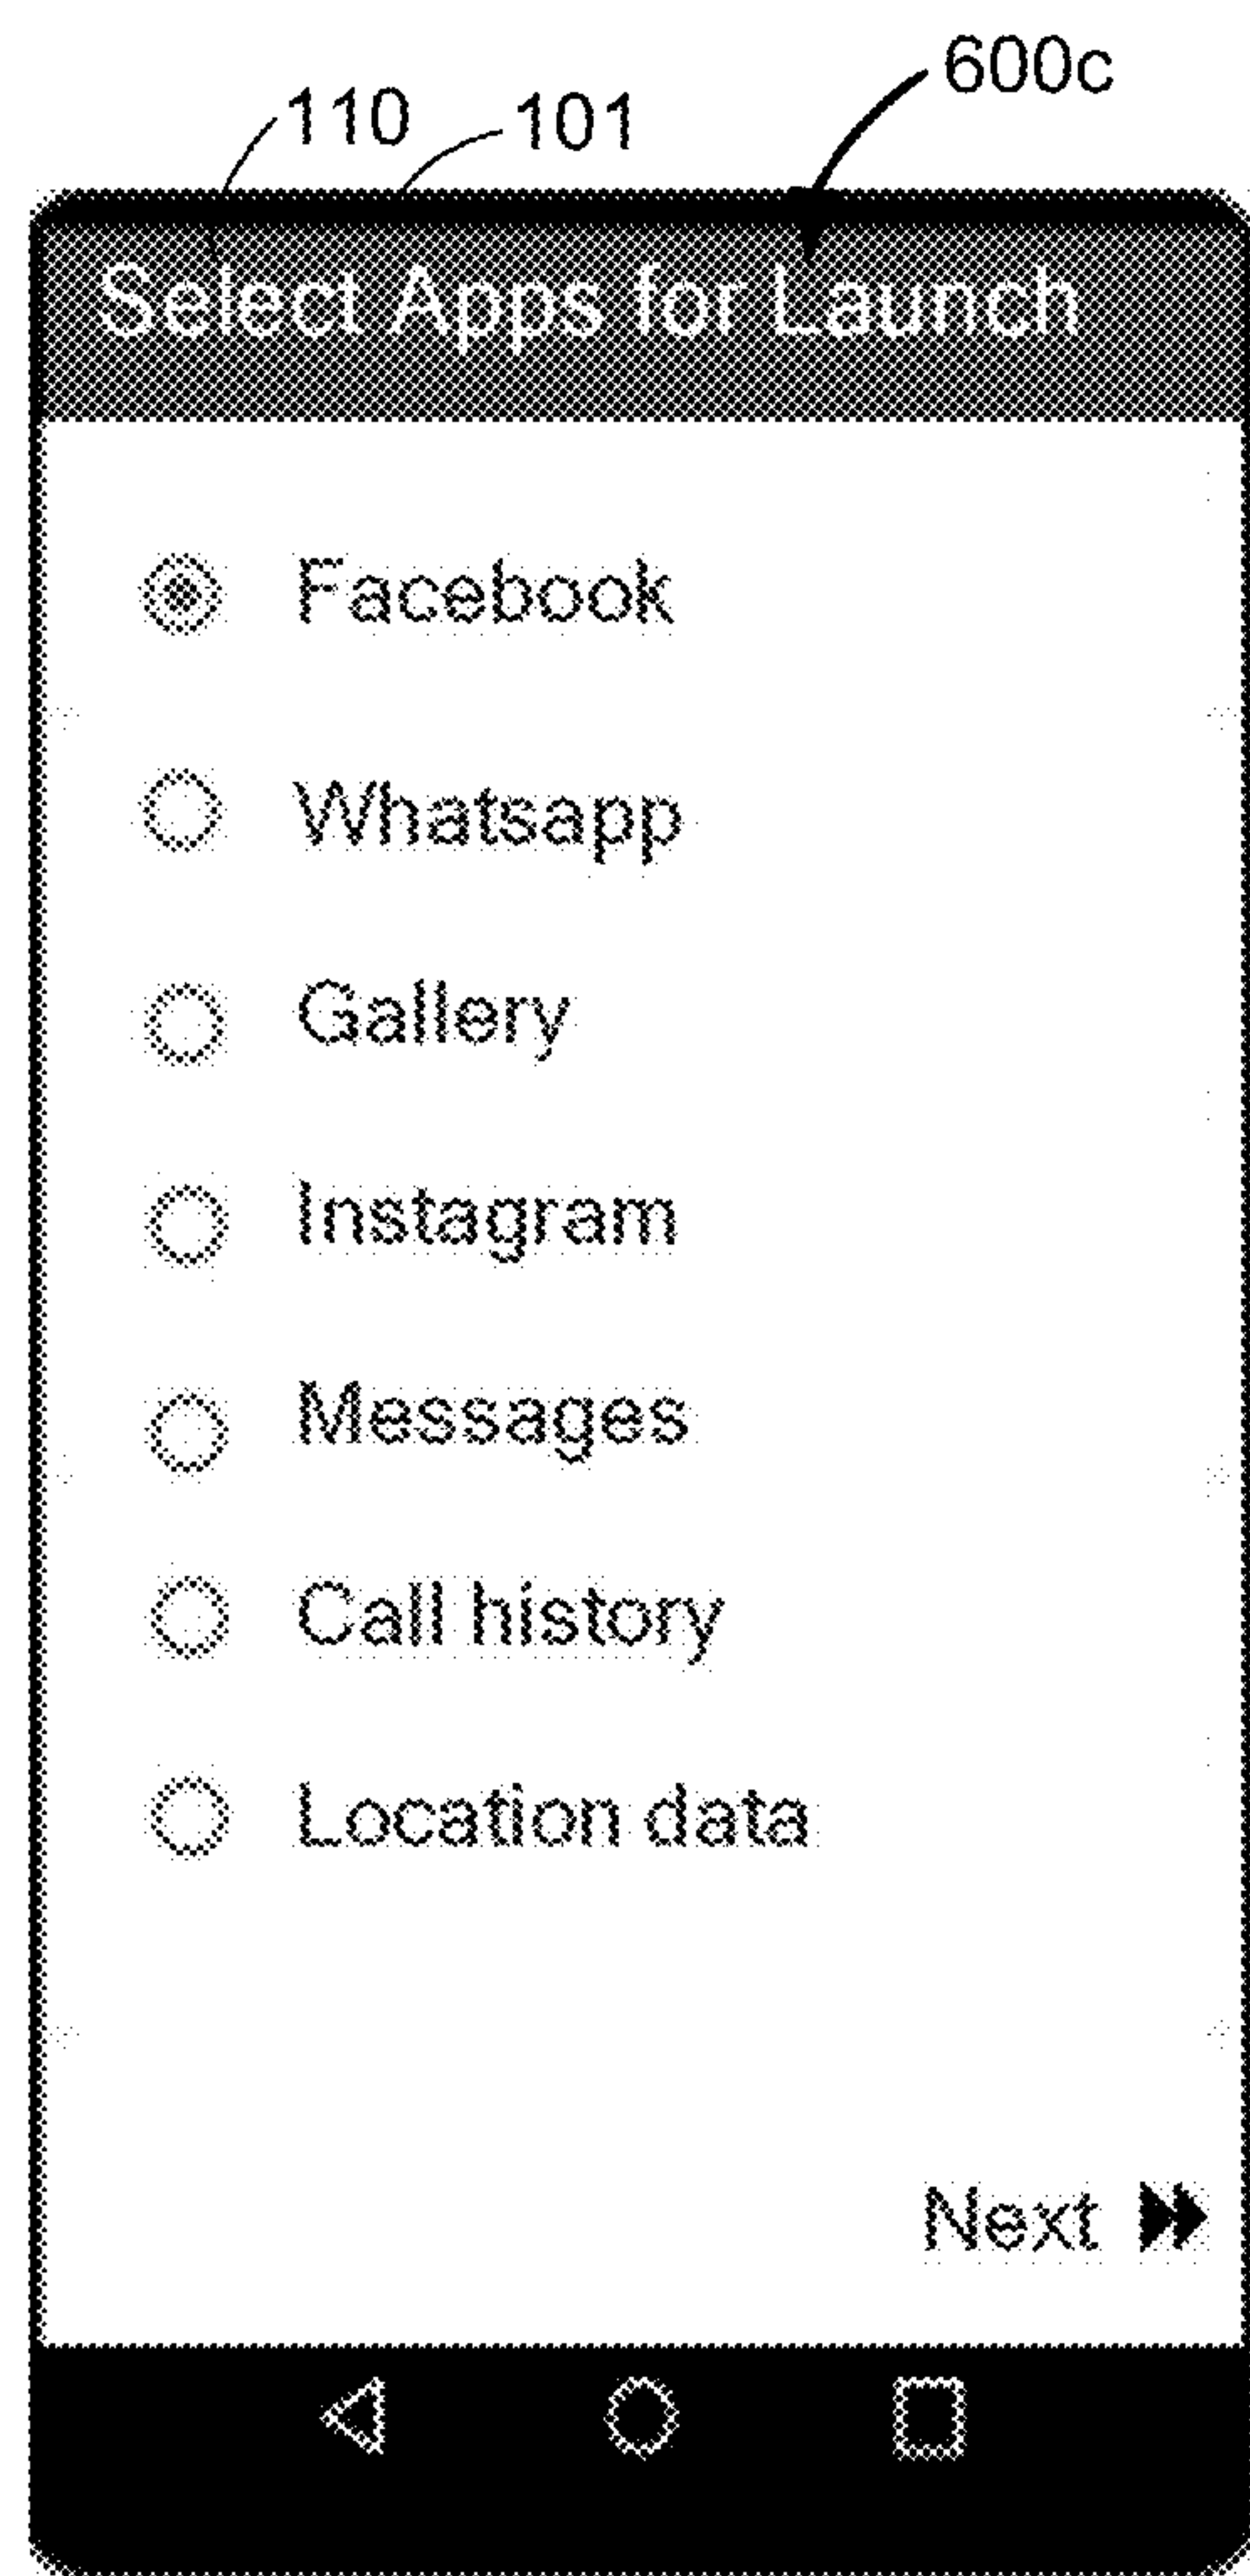 600c
110 101
Select Apps for Launch
Facebook
Whatsapp
Gallery
Instagram
Messages
Call history
Location data
Next